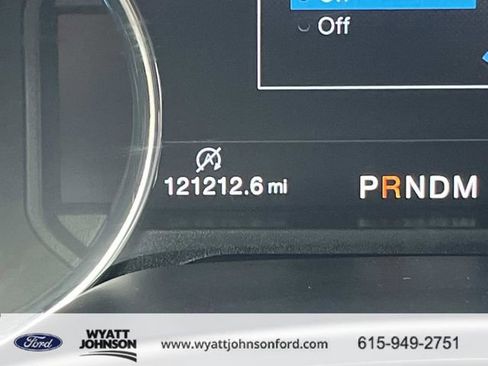 Off
121212.6 mi
PRNDM
Ford
WYATT
JOHNSON
www.wyattjohnsonford.com
615-949-2751